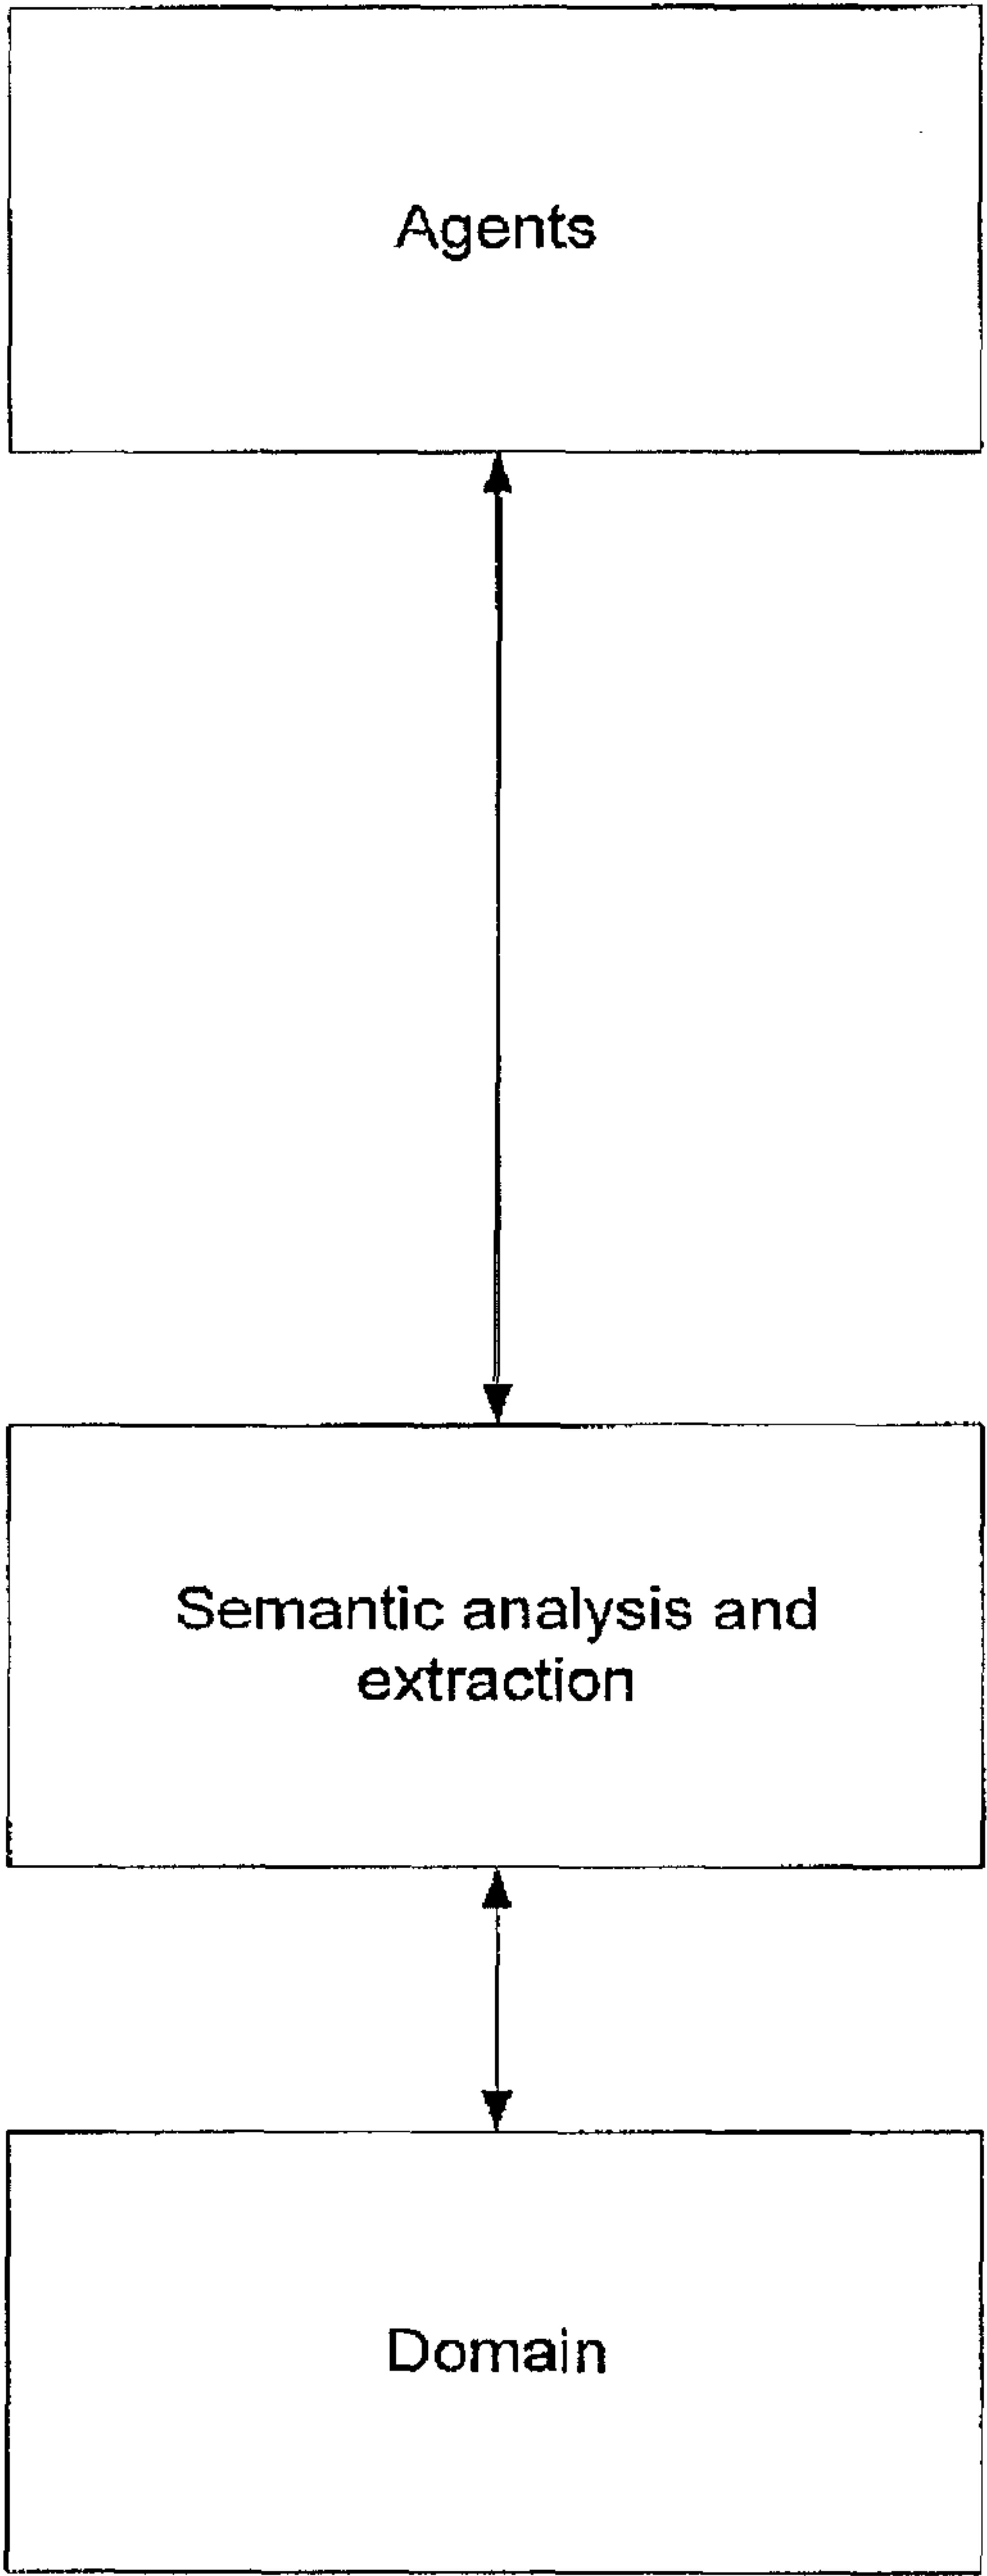 Agents
Semantic analysis and
extraction
Domain